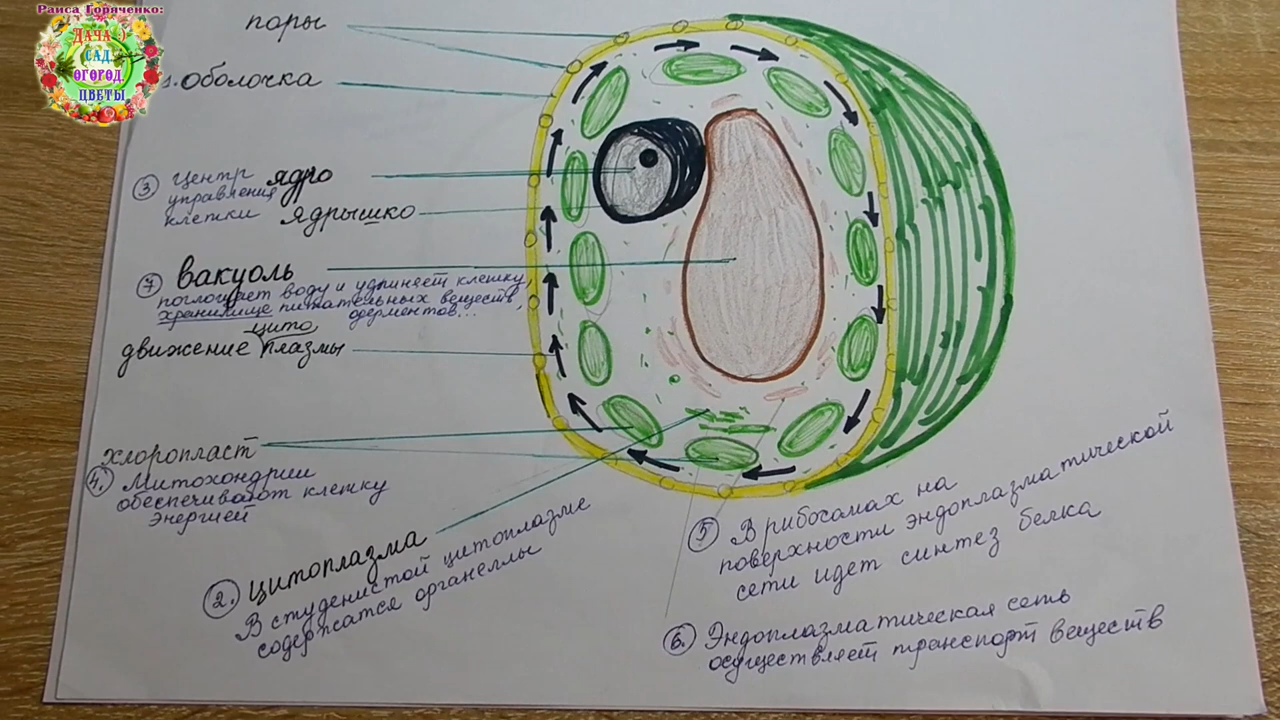 Раиса Горяченко:
ДАЧА
САД,
ОГОРОД,
ЦВЕТЫ
поры
1. оболочка
3 центр ядро
управления
клетки ядрышко
7 вакуоль
поглощает воду и удлиняет клетку,
хранилище питательных веществ,
ферментов...
цито
движение плазмы
хлоропласт
4. Митохондрии
обеспечивают клетку
энергией
2. цитоплазма
В студенистой цитоплазме
содержатся органеллы
5 В рибосамах на
поверхности эндоплазматической
сети идет синтез белка
6. Эндоплазматическая сеть
осуществляет транспорт веществ